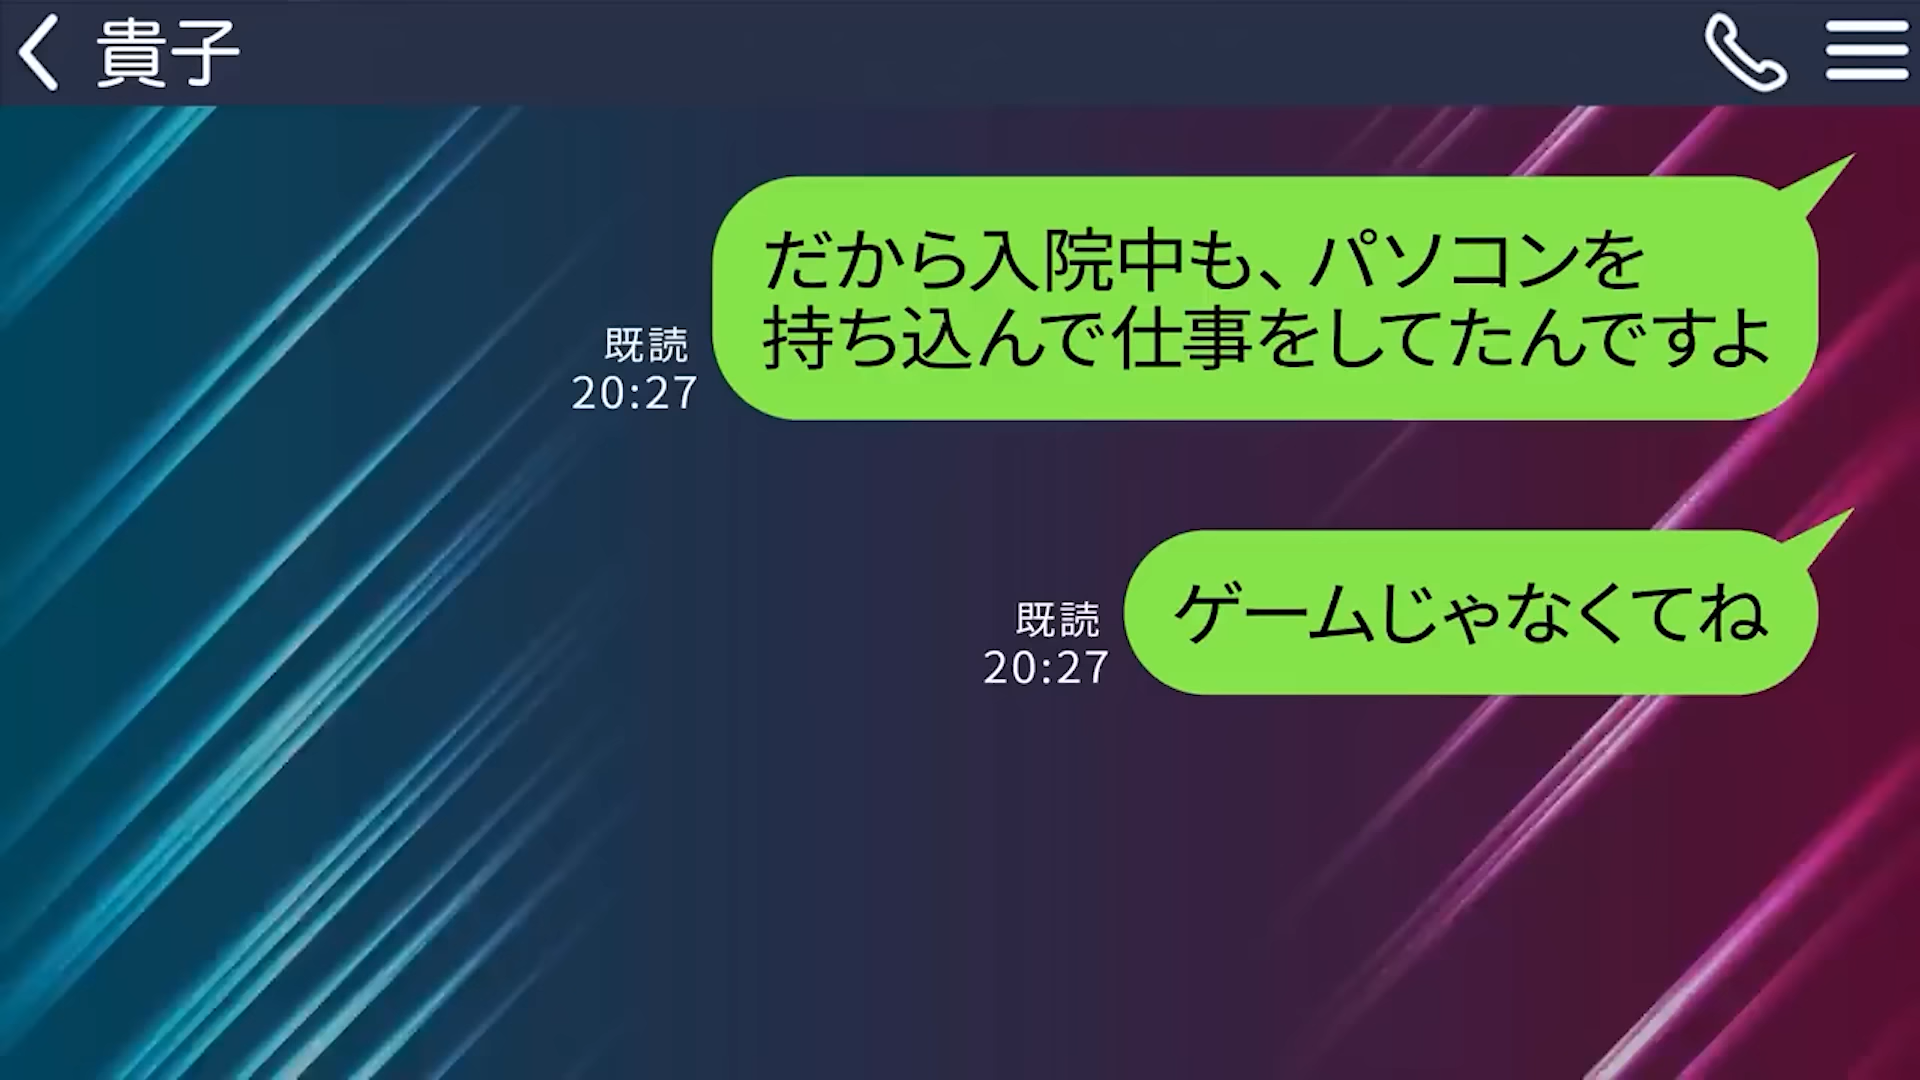 貴子
だから入院中も、パソコンを
持ち込んで仕事をしてたんですよ
既読
20:27
ゲームじゃなくてね
既読
20:27